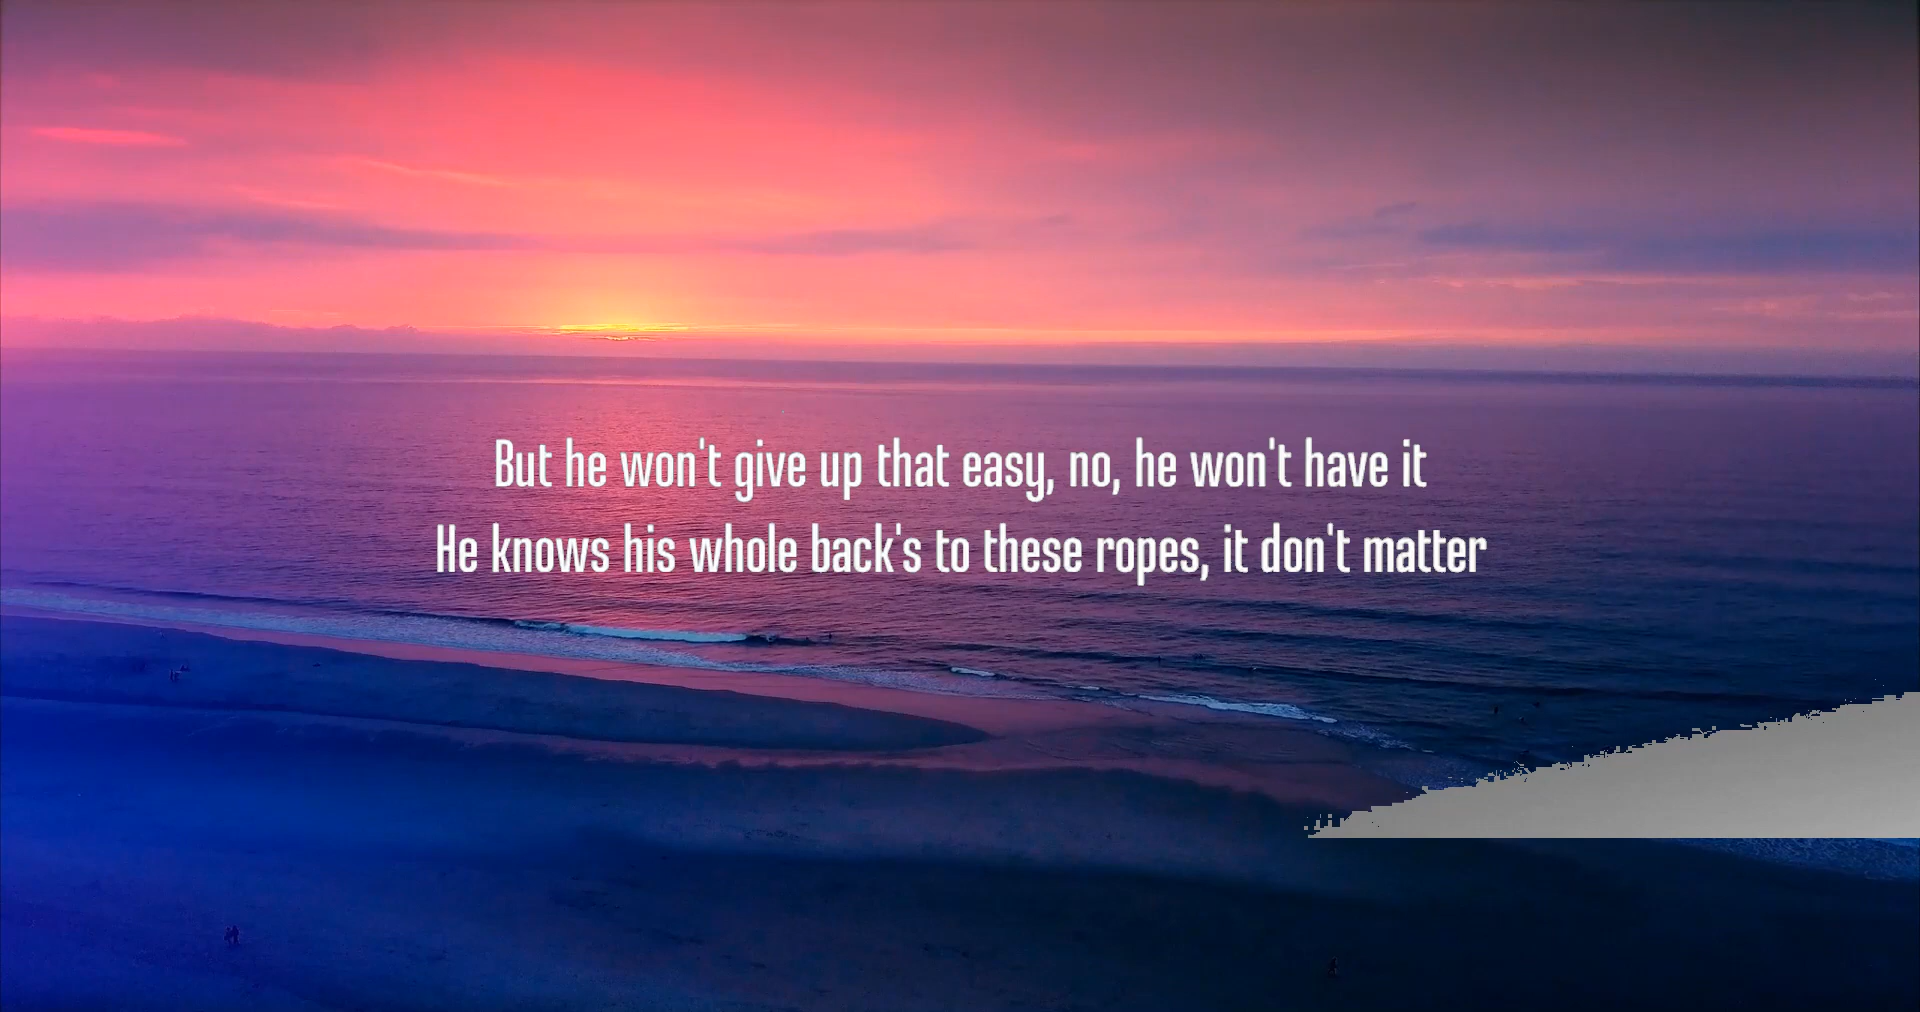 But he won't give up that easy, no, he won't have it
He knows his whole back's to these ropes, it don't matter